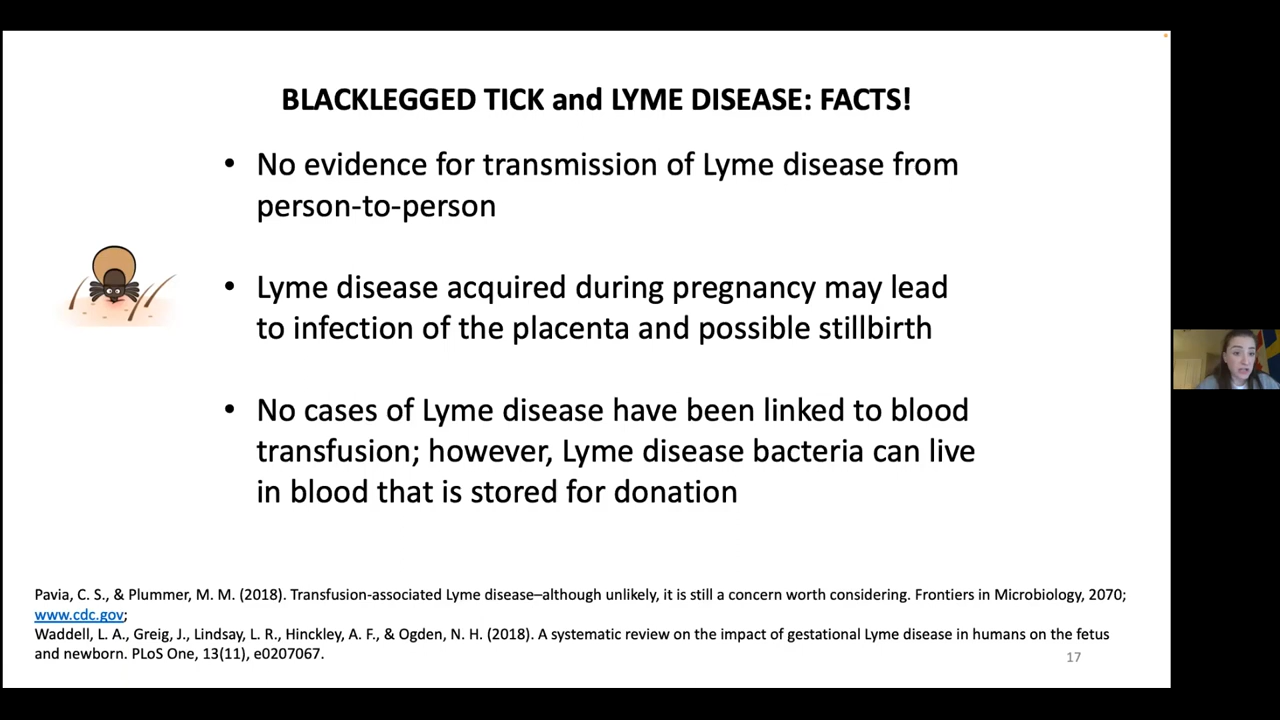 BLACKLEGGED TICK and LYME DISEASE: FACTS!
• No evidence for transmission of Lyme disease from
person-to-person
• Lyme disease acquired during pregnancy may lead
to infection of the placenta and possible stillbirth
• No cases of Lyme disease have been linked to blood
transfusion; however, Lyme disease bacteria can live
in blood that is stored for donation
Pavia, C. S., & Plummer, M. M. (2018). Transfusion-associated Lyme disease–although unlikely, it is still a concern worth considering. Frontiers in Microbiology, 2070;
www.cdc.gov;
Waddell, L. A., Greig, J., Lindsay, L. R., Hinckley, A. F., & Ogden, N. H. (2018). A systematic review on the impact of gestational Lyme disease in humans on the fetus
and newborn. PLoS One, 13(11), e0207067.
17